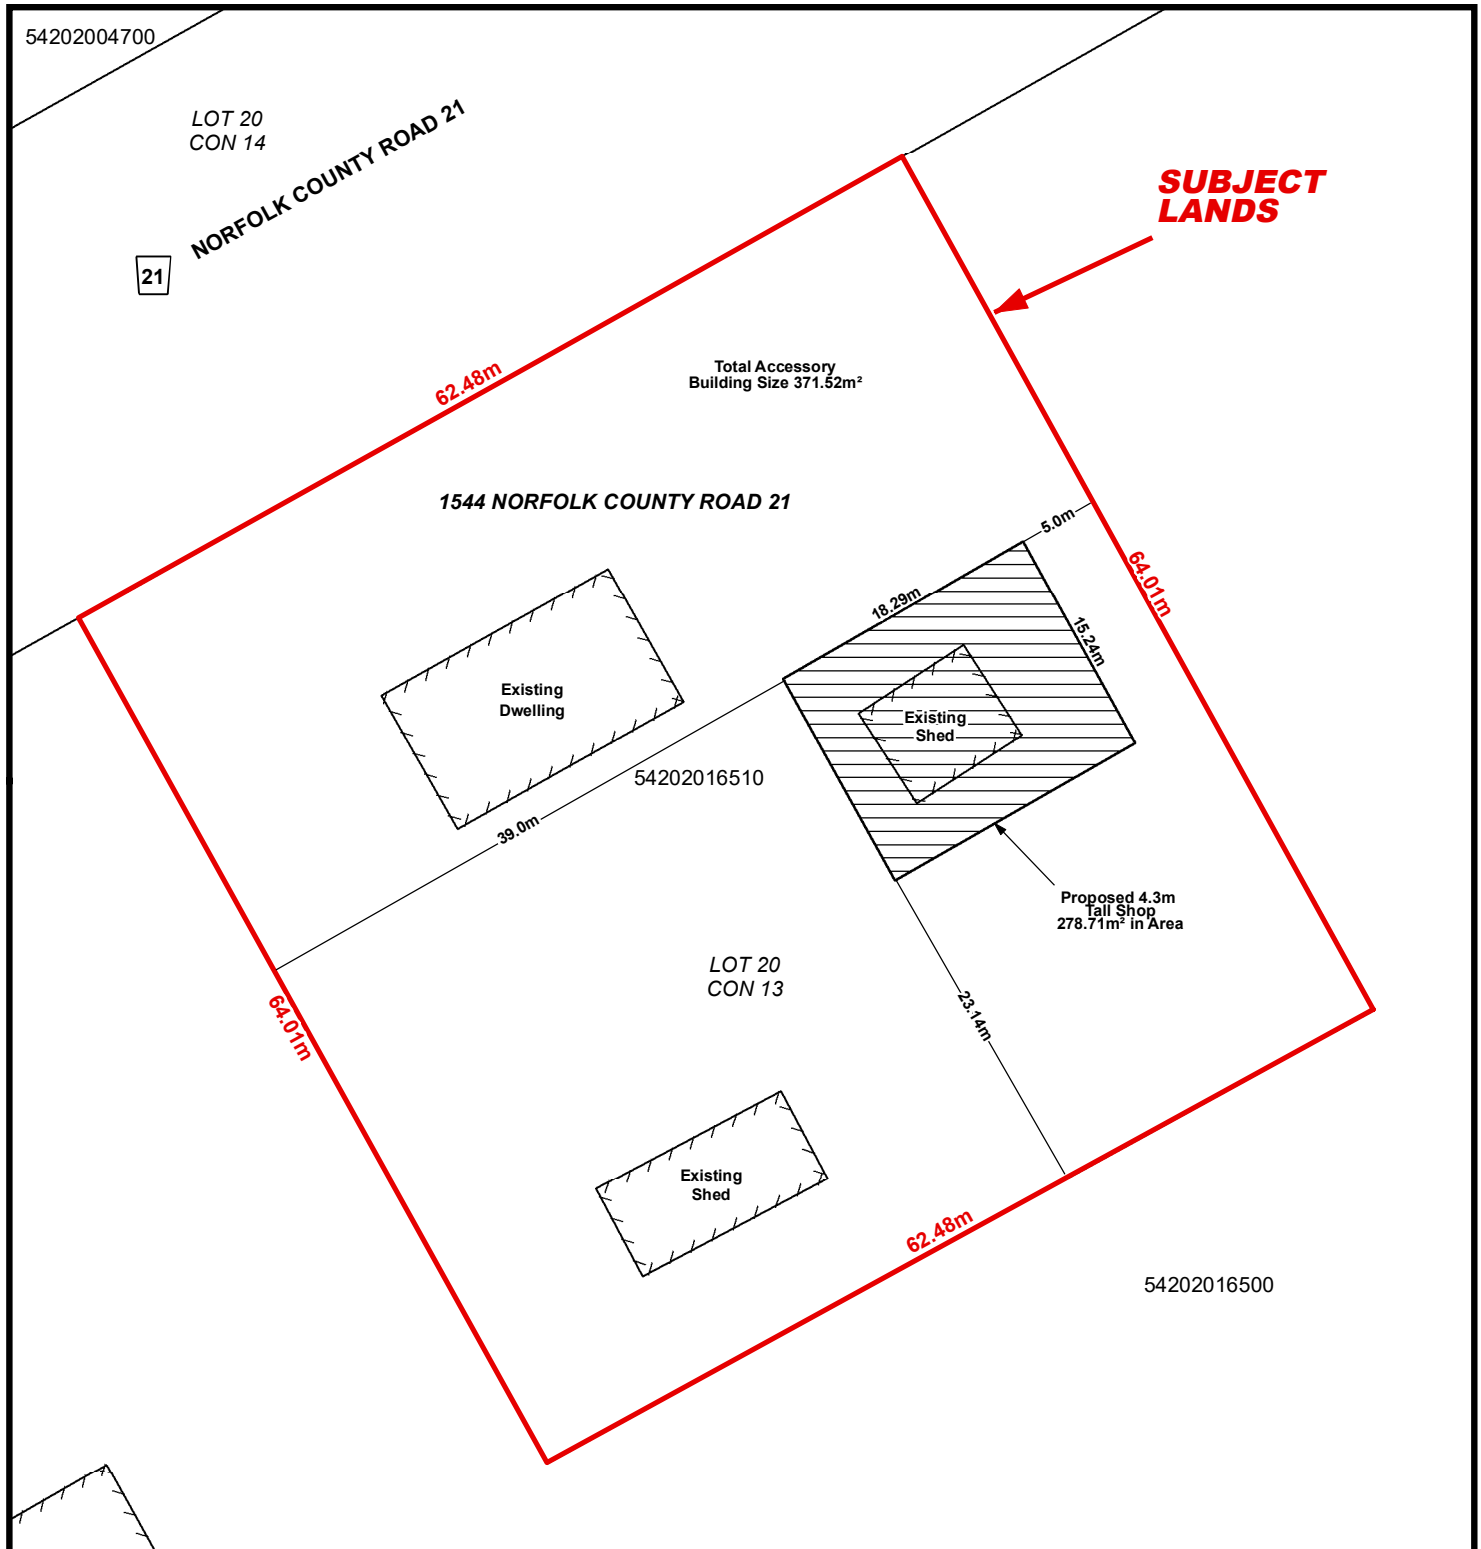 54202004700
LOT 20
CON 14
NORFOLK COUNTY ROAD 21
21
SUBJECT
LANDS
62.48m
Total Accessory
Building Size 371.52m²
1544 NORFOLK COUNTY ROAD 21
5.0m
64.01m
18.29m
15.24m
Existing
Dwelling
Existing
Shed
54202016510
39.0m
Proposed 4.3m
Tall Shop
278.71m² in Area
LOT 20
CON 13
23.14m
64.01m
Existing
Shed
62.48m
54202016500